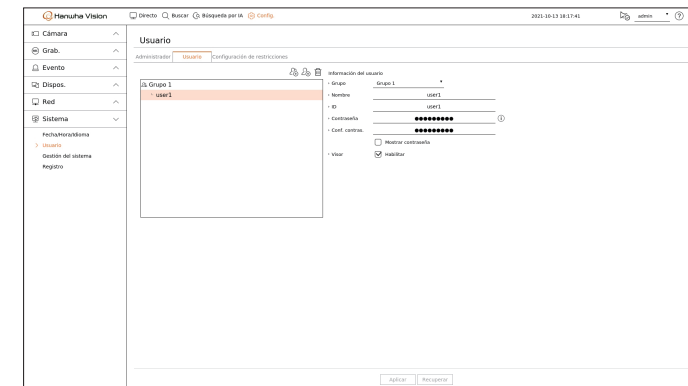 Hanwha Vision
Directo Buscar Búsqueda por IA Config. 2021-10-13 18:17:41 admin
Cámara
Grab.
Evento
Dispos.
Red
Sistema
Fecha/Hora/Idioma
Usuario
Gestión del sistema
Registro
Usuario
Administrador Usuario Configuración de restricciones
Grupo 1
user1
Información del usuario
Grupo Grupo 1
Nombre user1
ID user1
Contraseña ●●●●●●●●●
Conf. contras. ●●●●●●●●●
Mostrar contraseña
Visor Habilitar
Aplicar Recuperar